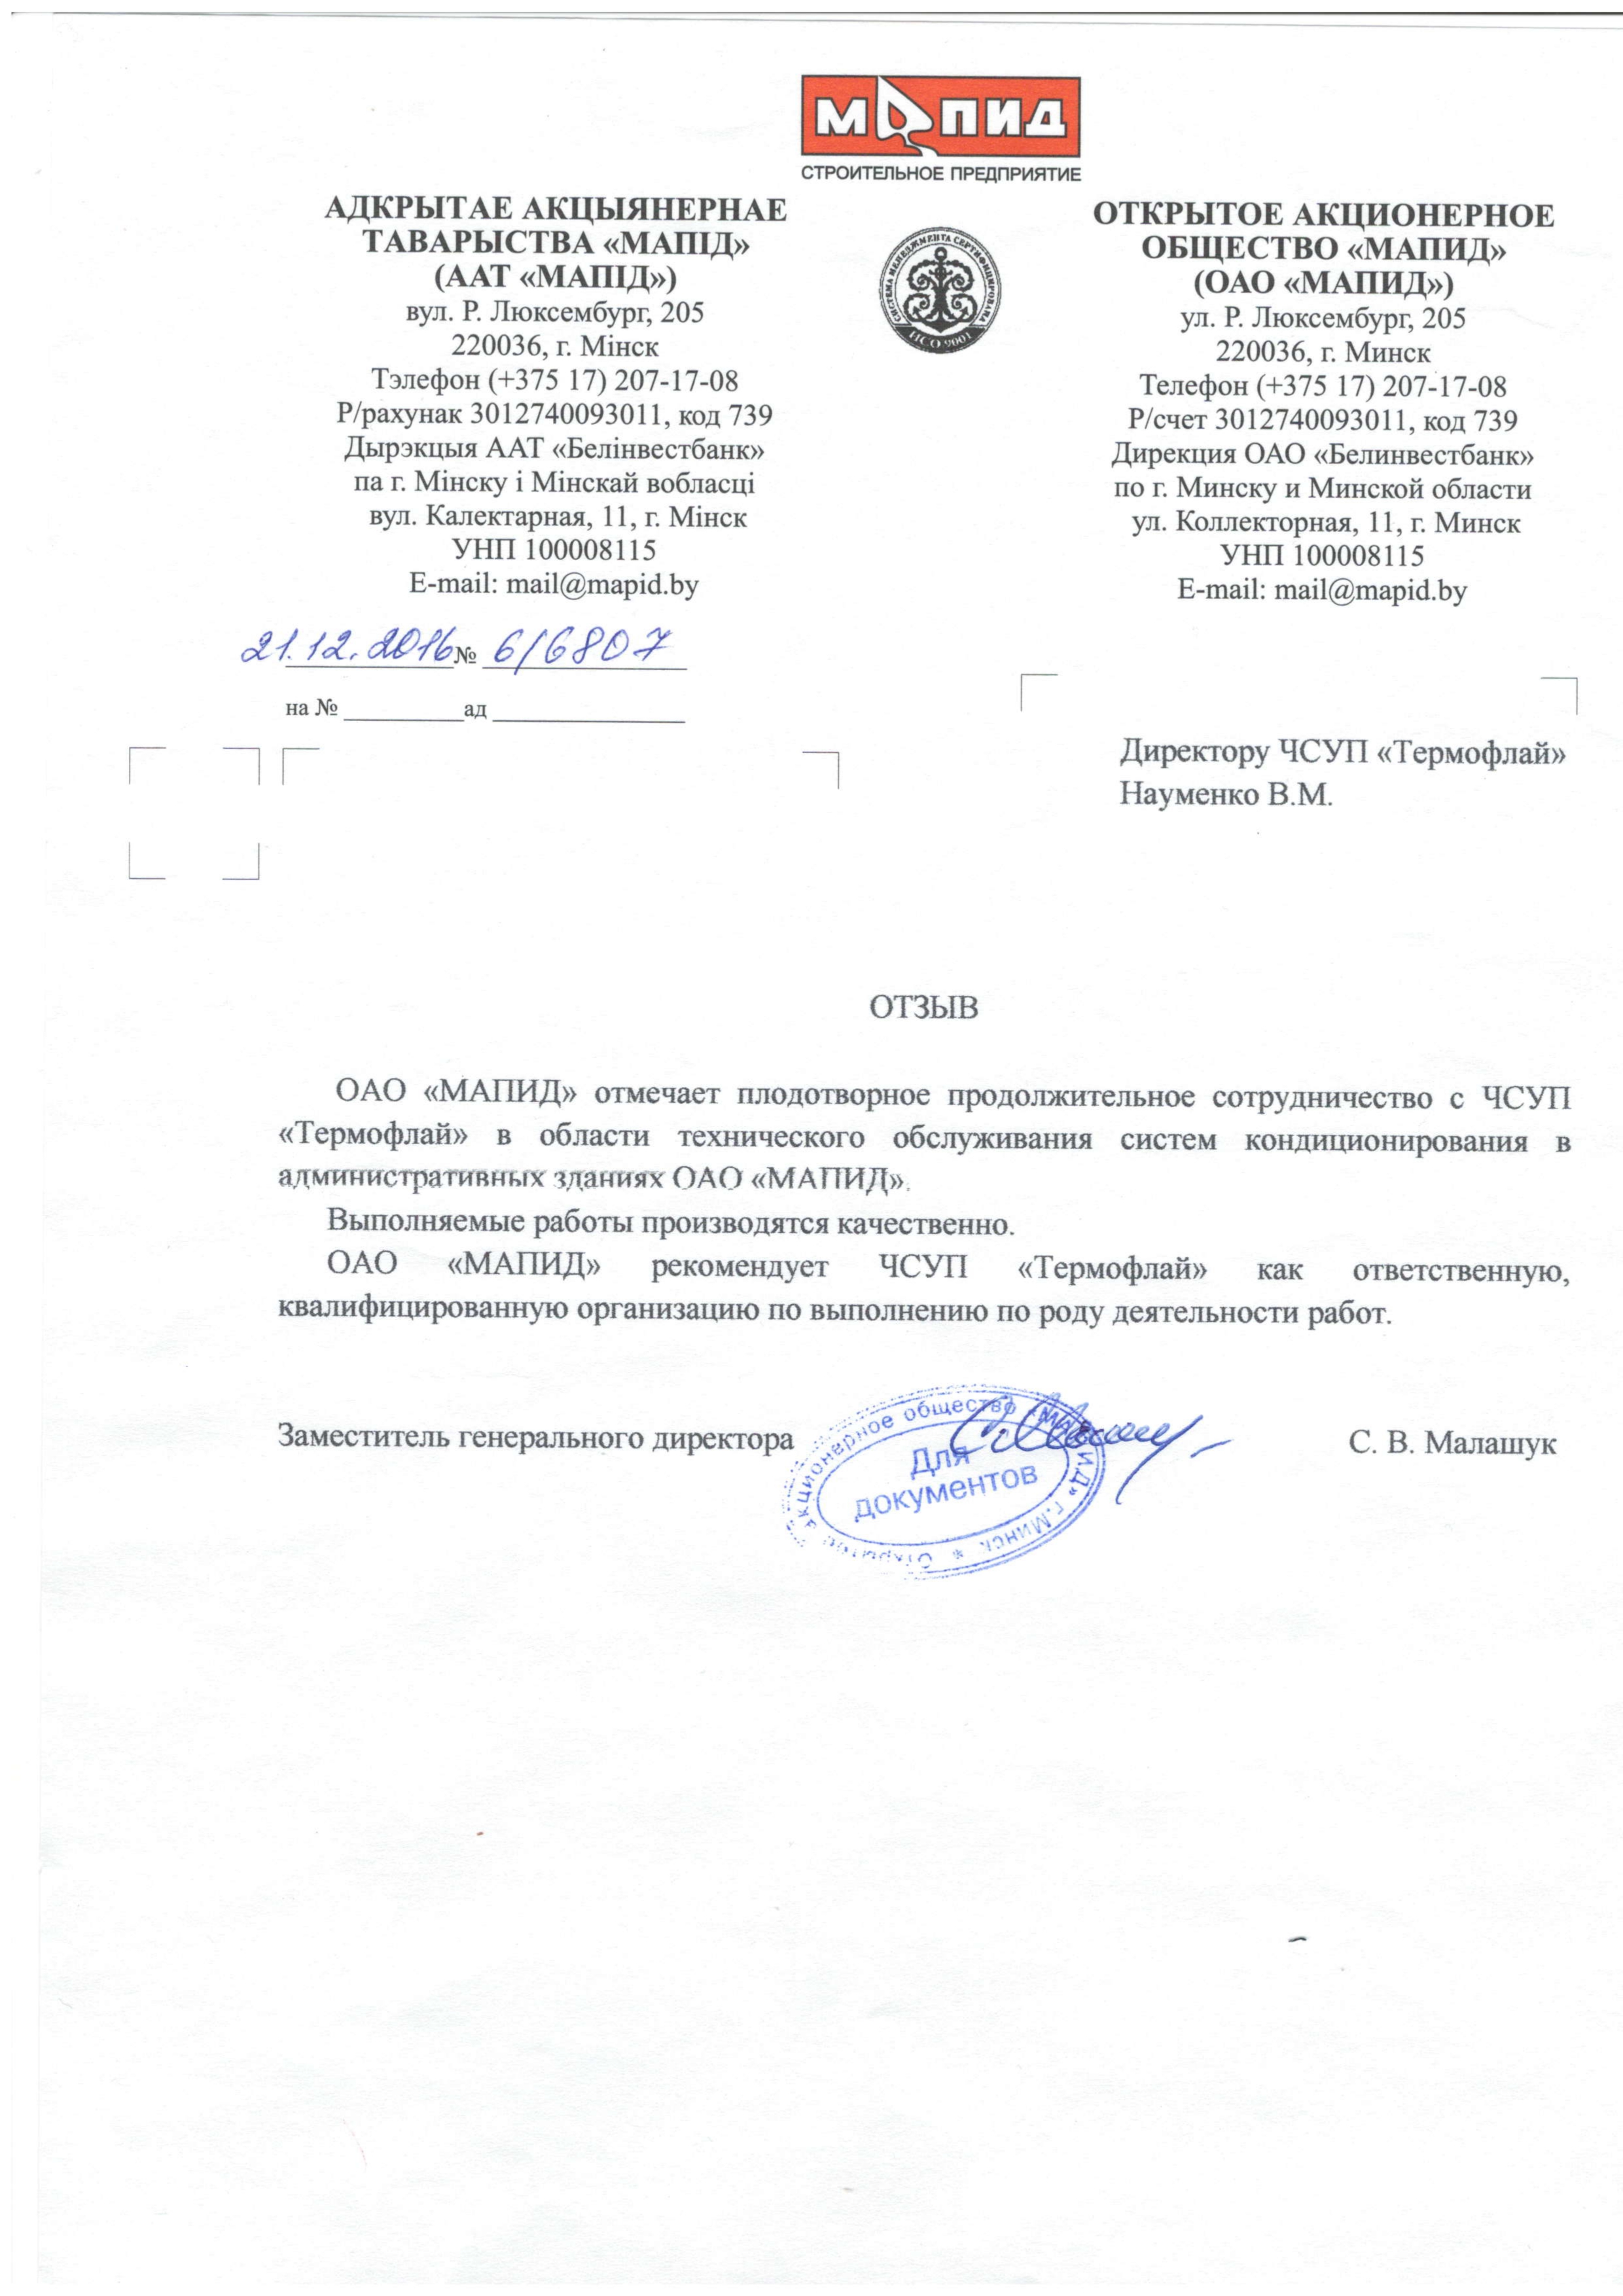 МАПИД
СТРОИТЕЛЬНОЕ ПРЕДПРИЯТИЕ
АДКРЫТАЕ АКЦЫЯНЕРНАЕ
ТАВАРЫСТВА «МАПІД»
(ААТ «МАПІД»)
вул. Р. Люксембург, 205
220036, г. Мінск
Тэлефон (+375 17) 207-17-08
Р/рахунак 3012740093011, код 739
Дырэкцыя ААТ «Белінвестбанк»
па г. Мінску і Мінскай вобласці
вул. Калектарная, 11, г. Мінск
УНП 100008115
E-mail: mail@mapid.by
СИСТЕМА МЕНЕДЖМЕНТА СЕРТИФИЦИРОВАНА
ИСО 9001
ОТКРЫТОЕ АКЦИОНЕРНОЕ
ОБЩЕСТВО «МАПИД»
(ОАО «МАПИД»)
ул. Р. Люксембург, 205
220036, г. Минск
Телефон (+375 17) 207-17-08
Р/счет 3012740093011, код 739
Дирекция ОАО «Белинвестбанк»
по г. Минску и Минской области
ул. Коллекторная, 11, г. Минск
УНП 100008115
E-mail: mail@mapid.by
21.12.2016 № 6/6807
на № ад
Директору ЧСУП «Термофлай»
Науменко В.М.
ОТЗЫВ
ОАО «МАПИД» отмечает плодотворное продолжительное сотрудничество с ЧСУП
«Термофлай» в области технического обслуживания систем кондиционирования в
административных зданиях ОАО «МАПИД».
Выполняемые работы производятся качественно.
ОАО «МАПИД» рекомендует ЧСУП «Термофлай» как ответственную,
квалифицированную организацию по выполнению по роду деятельности работ.
Заместитель генерального директора
С. В. Малашук
Открытое акционерное общество «МАПИД» г.Минск *
Для
документов